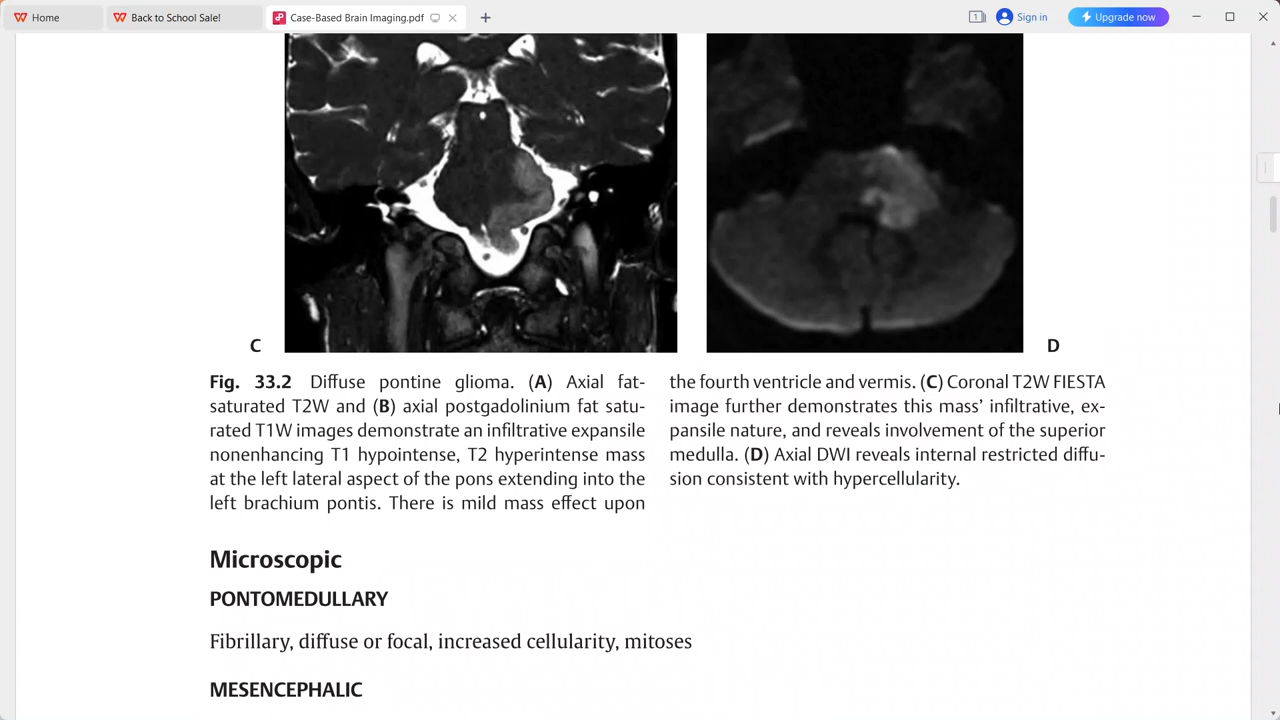 Home
Back to School Sale!
Case-Based Brain Imaging.pdf
1
Sign in
Upgrade now
C
D
Fig. 33.2 Diffuse pontine glioma. (A) Axial fat-
saturated T2W and (B) axial postgadolinium fat satu-
rated T1W images demonstrate an infiltrative expansile
nonenhancing T1 hypointense, T2 hyperintense mass
at the left lateral aspect of the pons extending into the
left brachium pontis. There is mild mass effect upon
the fourth ventricle and vermis. (C) Coronal T2W FIESTA
image further demonstrates this mass’ infiltrative, ex-
pansile nature, and reveals involvement of the superior
medulla. (D) Axial DWI reveals internal restricted diffu-
sion consistent with hypercellularity.
Microscopic
PONTOMEDULLARY
Fibrillary, diffuse or focal, increased cellularity, mitoses
MESENCEPHALIC